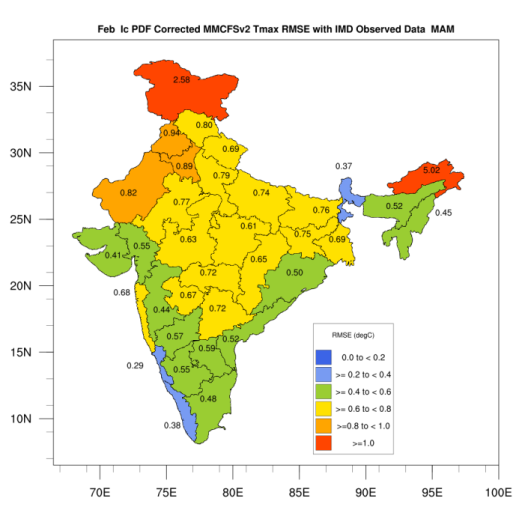 Feb Ic PDF Corrected MMCFSv2 Tmax RMSE with IMD Observed Data MAM
35N
30N
25N
20N
15N
10N
2.58
0.80
0.94
0.69
0.89
0.79
0.37
5.02
0.82
0.77
0.74
0.76
0.52
0.45
0.61
0.63
0.75
0.69
0.55
0.41
0.65
0.72
0.50
0.68
0.67
0.72
0.44
0.57
0.52
0.59
0.29
0.55
0.48
0.38
RMSE (degC)
0.0 to < 0.2
>= 0.2 to < 0.4
>= 0.4 to < 0.6
>= 0.6 to < 0.8
>=0.8 to < 1.0
>=1.0
70E 75E 80E 85E 90E 95E 100E